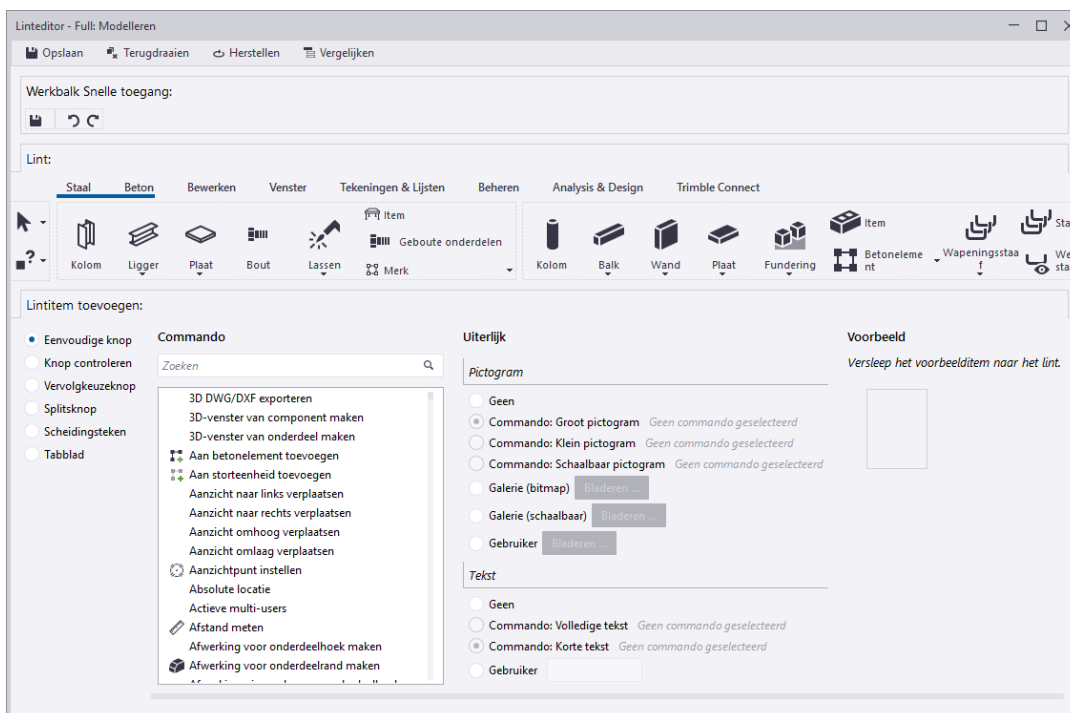 Linteditor - Full: Modelleren
Opslaan Terugdraaien Herstellen Vergelijken
Werkbalk Snelle toegang:
Lint:
Staal Beton Bewerken Venster Tekeningen & Lijsten Beheren Analysis & Design Trimble Connect
Kolom Ligger Plaat Bout Lassen
Item
Geboute onderdelen
Merk
Kolom Balk Wand Plaat Fundering
Item
Betoneleme
nt
Wapeningsstaa
f
Sta
We
sta
Lintitem toevoegen:
Eenvoudige knop
Knop controleren
Vervolgkeuzeknop
Splitsknop
Scheidingsteken
Tabblad
Commando
Zoeken
3D DWG/DXF exporteren
3D-venster van component maken
3D-venster van onderdeel maken
Aan betonelement toevoegen
Aan storteenheid toevoegen
Aanzicht naar links verplaatsen
Aanzicht naar rechts verplaatsen
Aanzicht omhoog verplaatsen
Aanzicht omlaag verplaatsen
Aanzichtpunt instellen
Absolute locatie
Actieve multi-users
Afstand meten
Afwerking voor onderdeelhoek maken
Afwerking voor onderdeelrand maken
Uiterlijk
Pictogram
Geen
Commando: Groot pictogram Geen commando geselecteerd
Commando: Klein pictogram Geen commando geselecteerd
Commando: Schaalbaar pictogram Geen commando geselecteerd
Galerie (bitmap) Bladeren ...
Galerie (schaalbaar) Bladeren ...
Gebruiker Bladeren ...
Tekst
Geen
Commando: Volledige tekst Geen commando geselecteerd
Commando: Korte tekst Geen commando geselecteerd
Gebruiker
Voorbeeld
Versleep het voorbeelditem naar het lint.